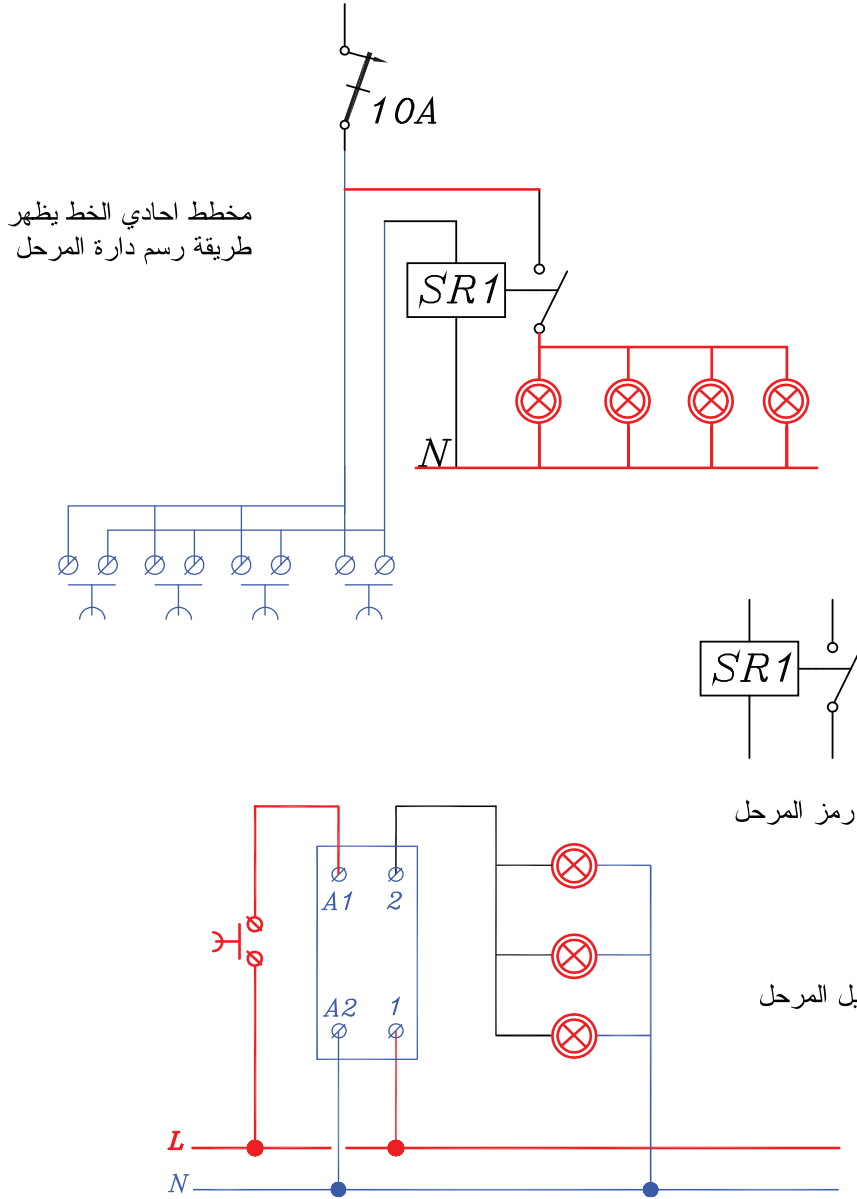 10A
مخطط احادي الخط يظهر
طريقة رسم دارة المرحل
SR1
N
SR1
رمز المرحل
A1 2
A2 1
المرحل
L
N